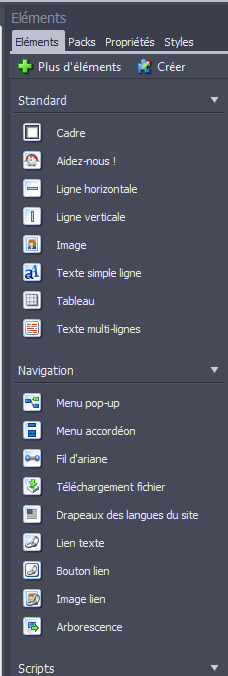 Eléments
Eléments Packs Propriétés Styles
Plus d'éléments Créer
Standard
Cadre
Aidez-nous !
Ligne horizontale
Ligne verticale
Image
Texte simple ligne
Tableau
Texte multi-lignes
Navigation
Menu pop-up
Menu accordéon
Fil d'ariane
Téléchargement fichier
Drapeaux des langues du site
Lien texte
Bouton lien
Image lien
Arborescence
Scripts